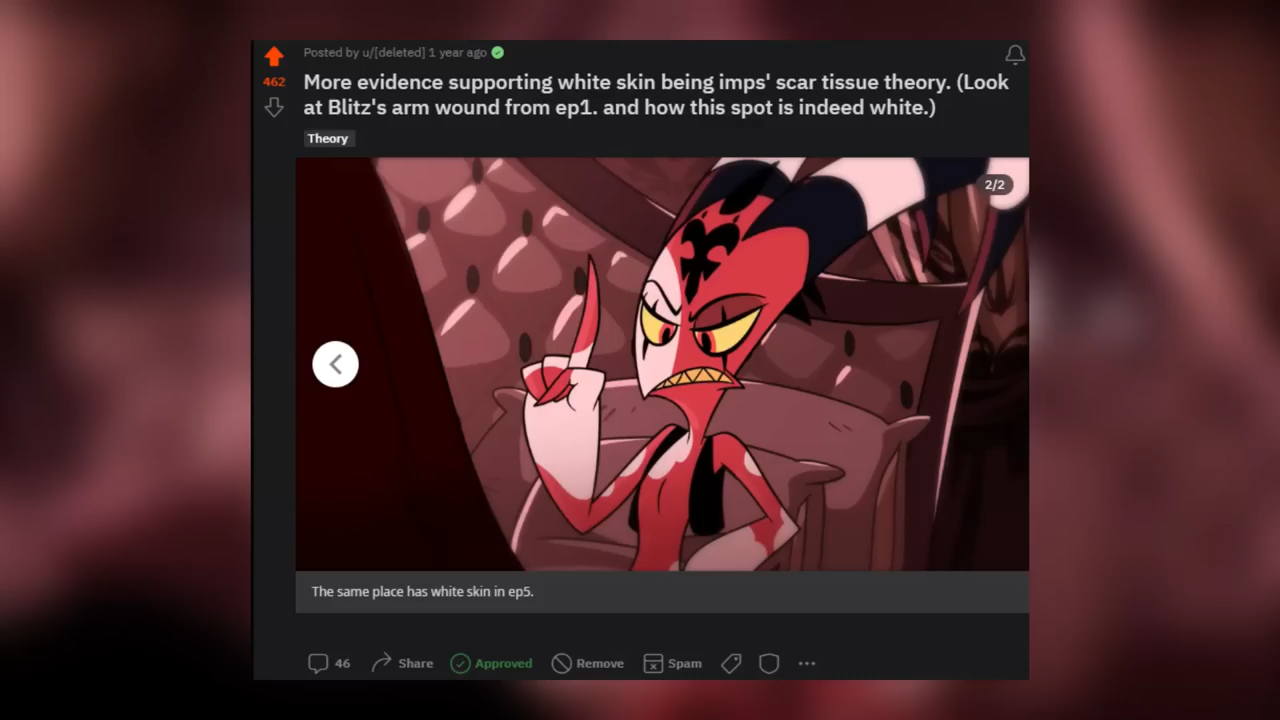 Posted by u/[deleted] 1 year ago
462
More evidence supporting white skin being imps' scar tissue theory. (Look
at Blitz's arm wound from ep1. and how this spot is indeed white.)
Theory
2/2
The same place has white skin in ep5.
46 Share Approved Remove Spam